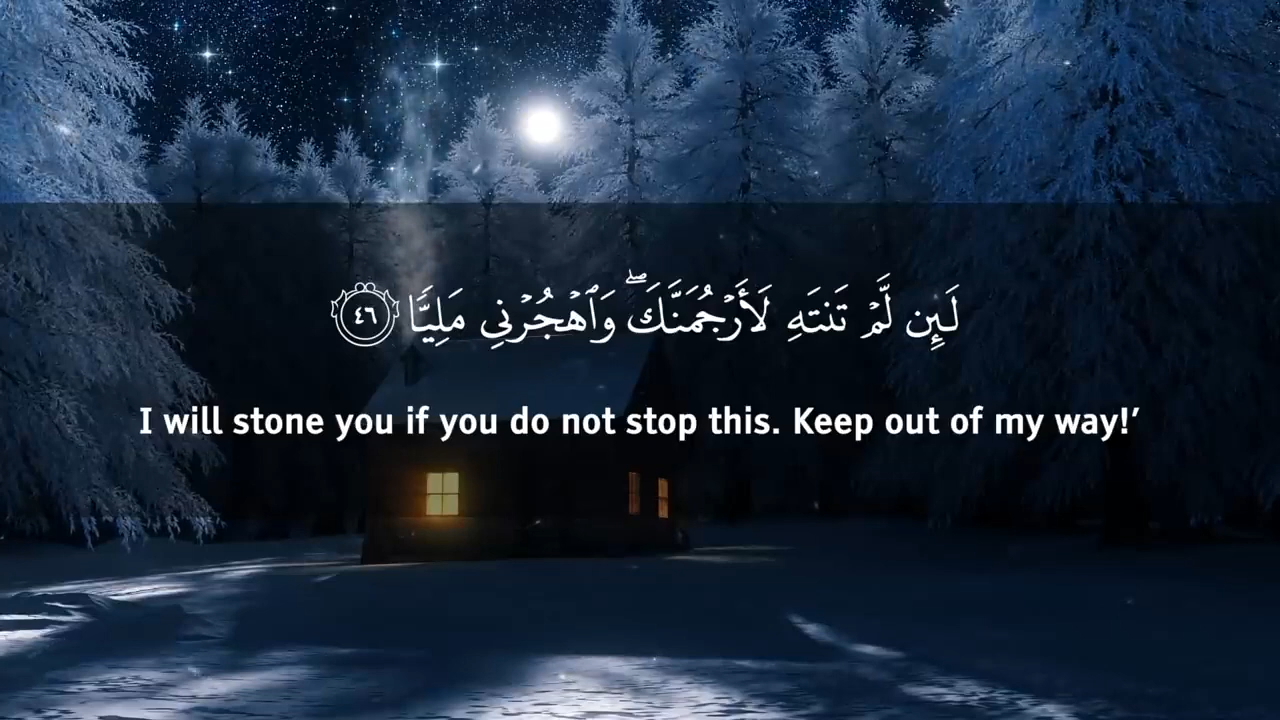 لَئِن لَّمْ تَنتَهِ لَأَرْجُمَنَّكَ ۖ وَٱهْجُرْنِى مَلِيًّا ٤٦
I will stone you if you do not stop this. Keep out of my way!’